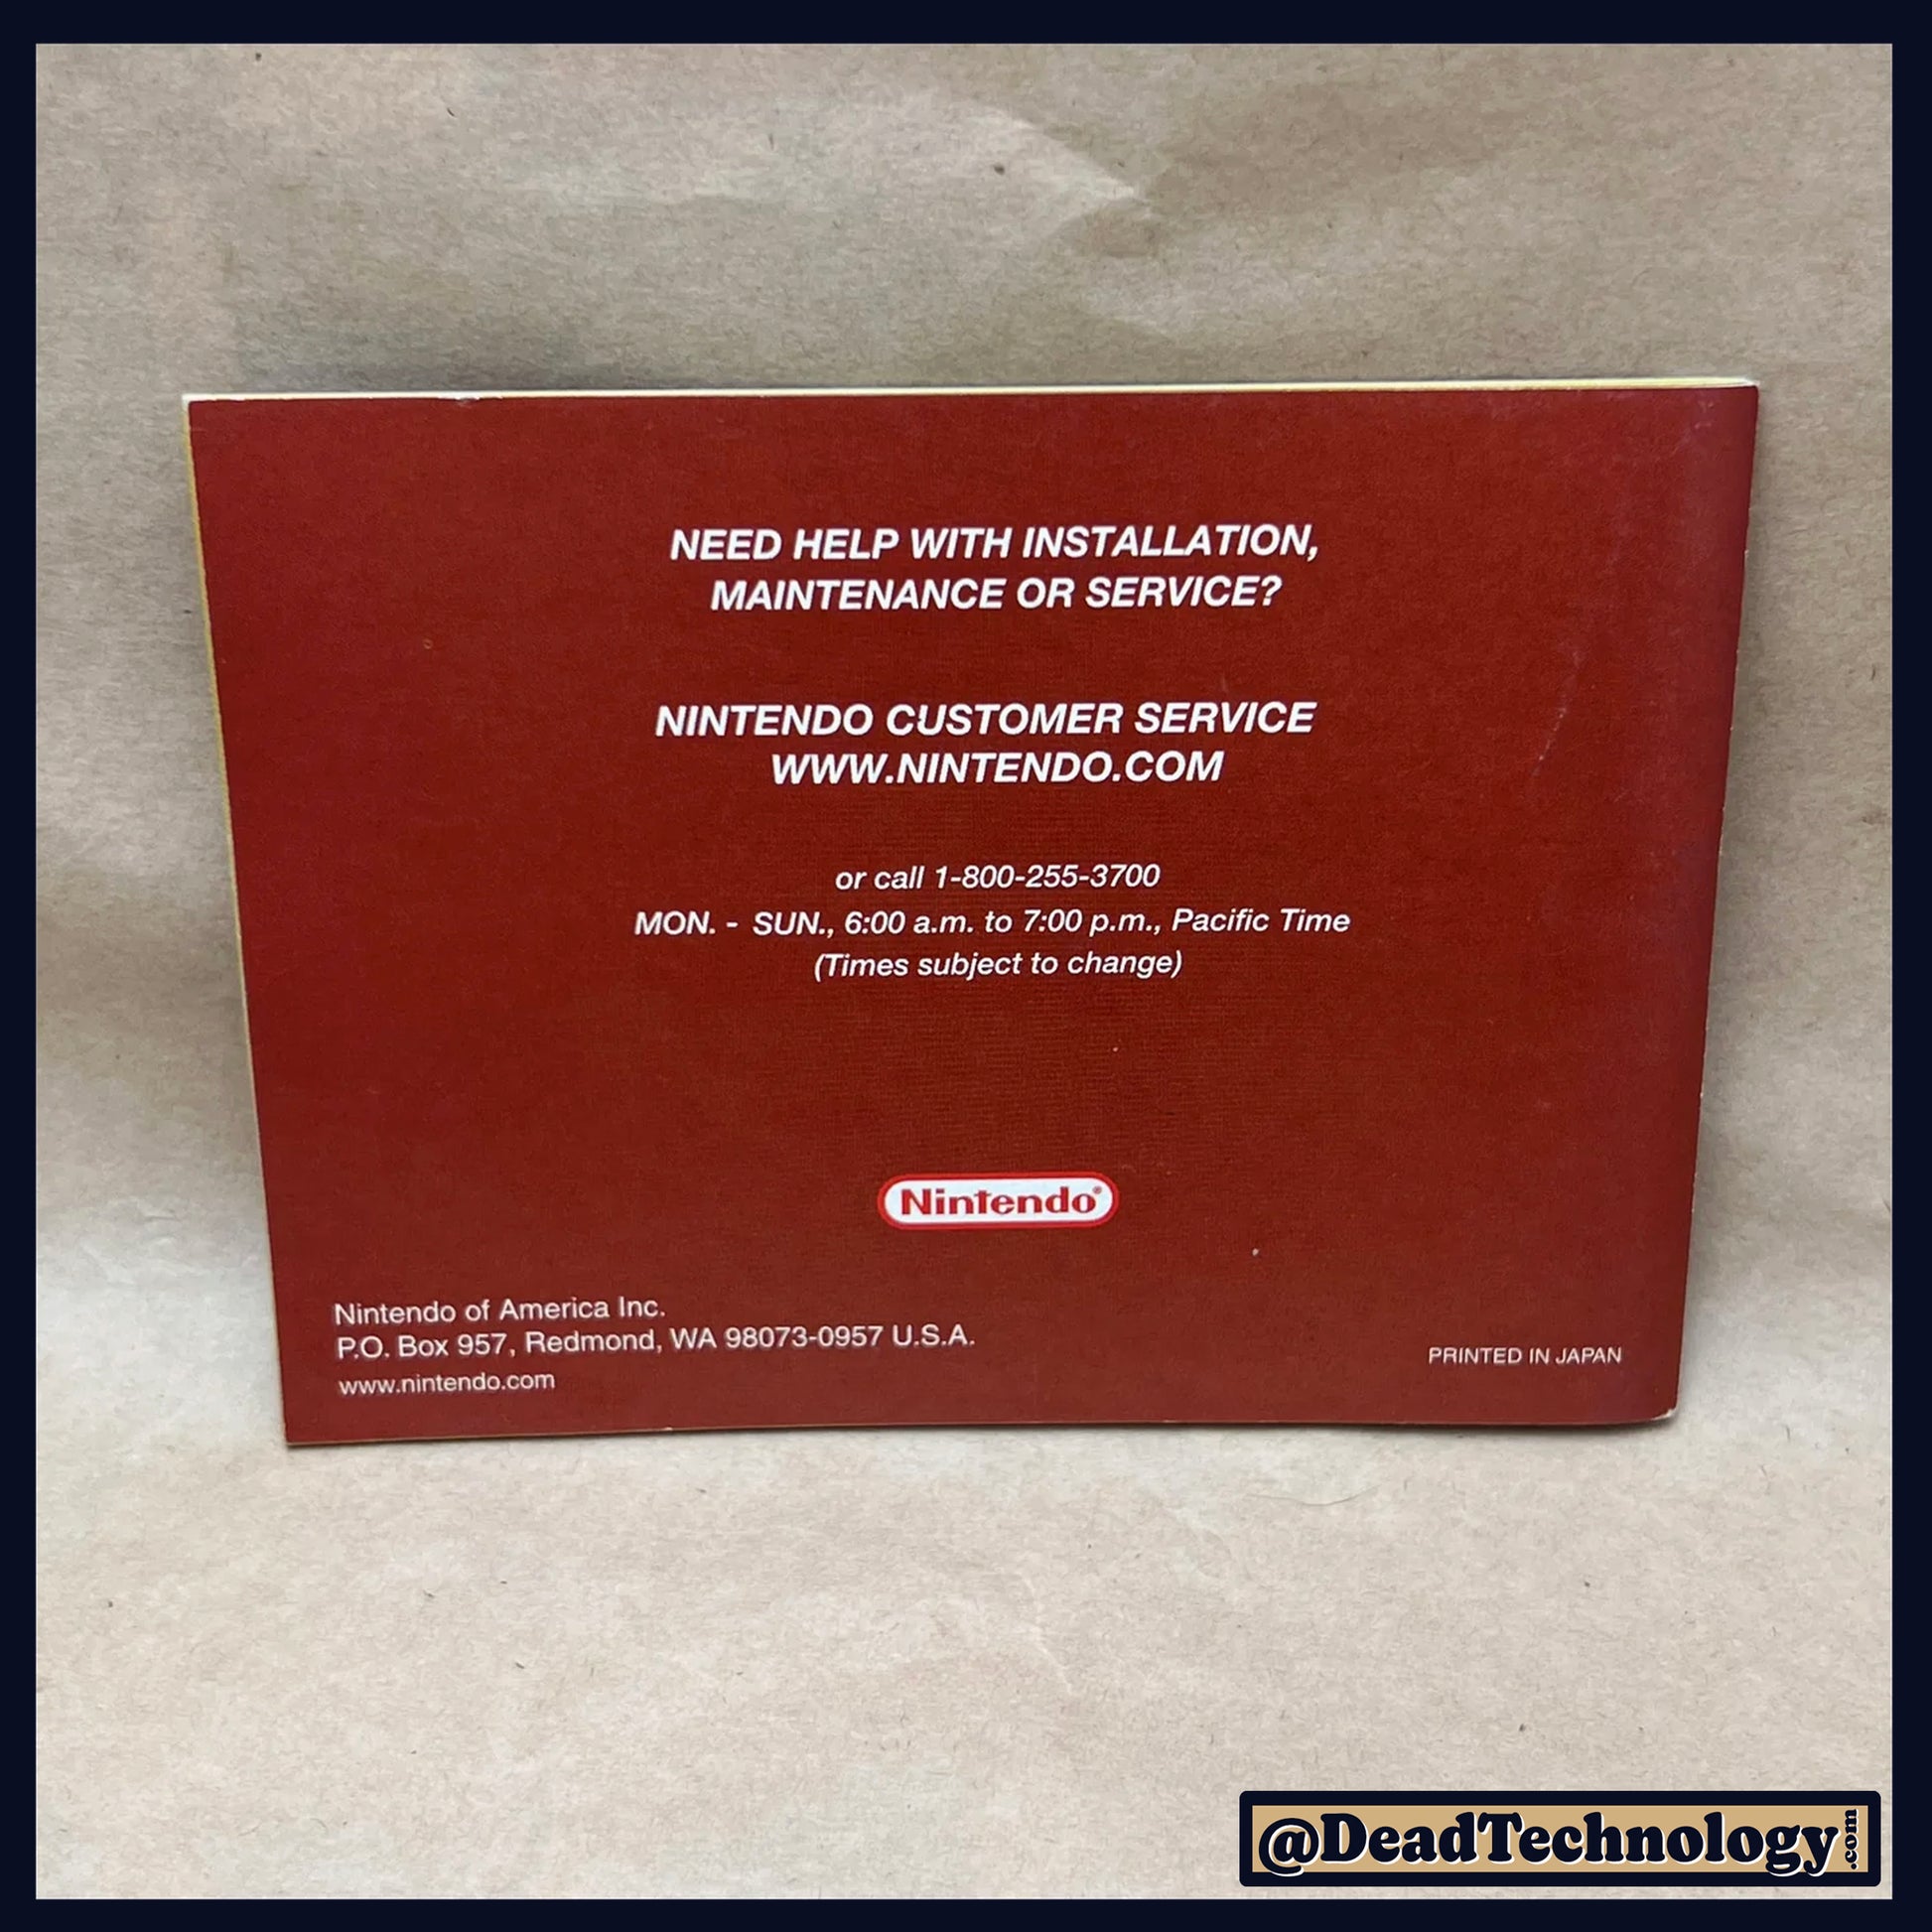 NEED HELP WITH INSTALLATION,
MAINTENANCE OR SERVICE?
NINTENDO CUSTOMER SERVICE
WWW.NINTENDO.COM
or call 1-800-255-3700
MON. - SUN., 6:00 a.m. to 7:00 p.m., Pacific Time
(Times subject to change)
Nintendo®
Nintendo of America Inc.
P.O. Box 957, Redmond, WA 98073-0957 U.S.A.
www.nintendo.com
PRINTED IN JAPAN
@DeadTechnology.com